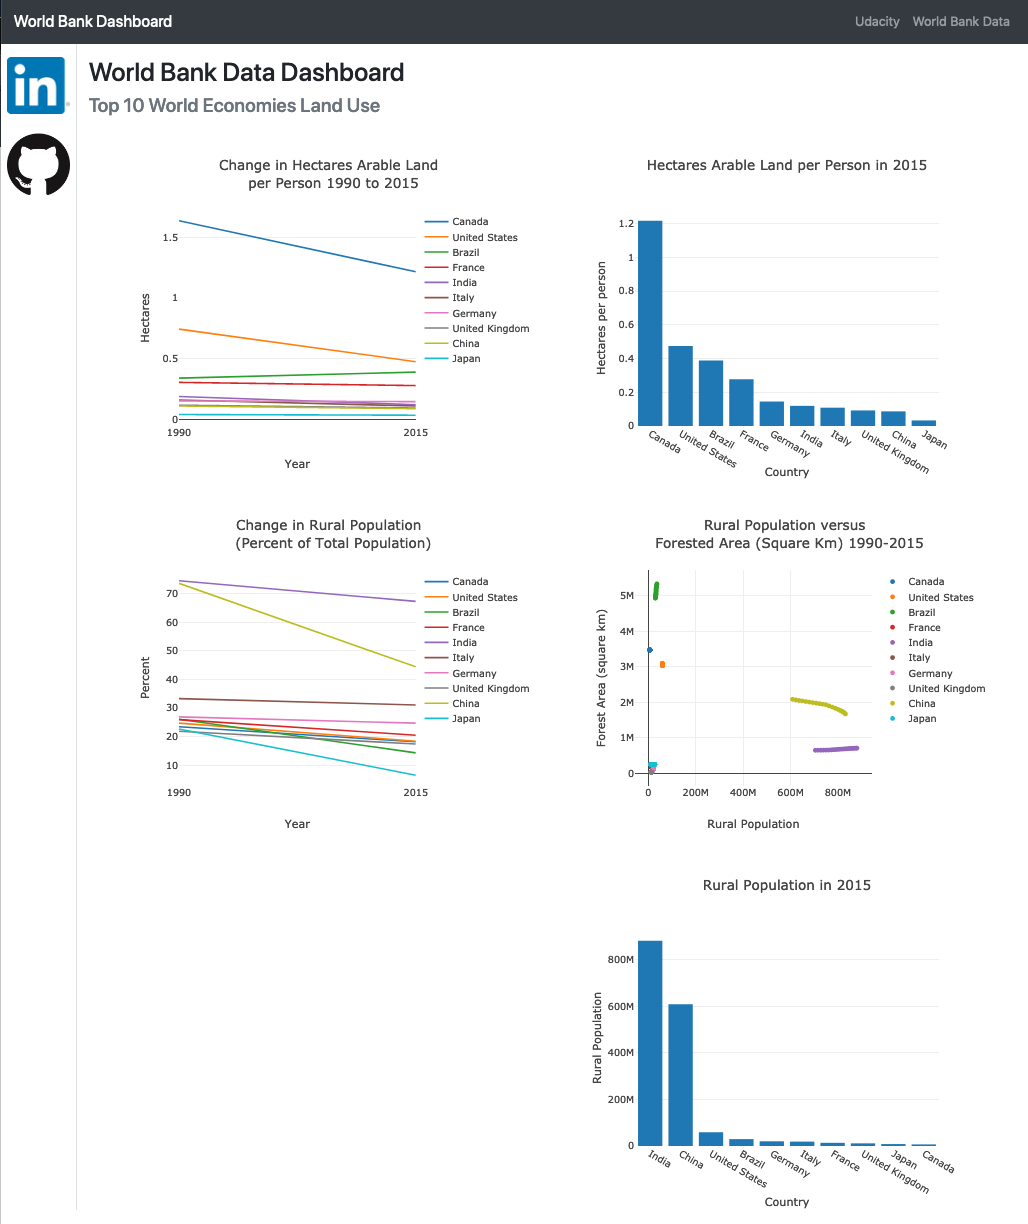 World Bank Dashboard
Udacity World Bank Data
in
World Bank Data Dashboard
Top 10 World Economies Land Use
Change in Hectares Arable Land
per Person 1990 to 2015
1.5
1
0.5
0
Hectares
1990
2015
Year
Canada
United States
Brazil
France
India
Italy
Germany
United Kingdom
China
Japan
Hectares Arable Land per Person in 2015
1.2
1
0.8
0.6
0.4
0.2
0
Hectares per person
Canada
United States
Brazil
France
Germany
India
Italy
United Kingdom
China
Japan
Country
Change in Rural Population
(Percent of Total Population)
70
60
50
40
30
20
10
Percent
1990
2015
Year
Canada
United States
Brazil
France
India
Italy
Germany
United Kingdom
China
Japan
Rural Population versus
Forested Area (Square Km) 1990-2015
5M
4M
3M
2M
1M
0
Forest Area (square km)
0
200M
400M
600M
800M
Rural Population
Canada
United States
Brazil
France
India
Italy
Germany
United Kingdom
China
Japan
Rural Population in 2015
800M
600M
400M
200M
0
Rural Population
India
China
United States
Brazil
Germany
Italy
France
United Kingdom
Japan
Canada
Country